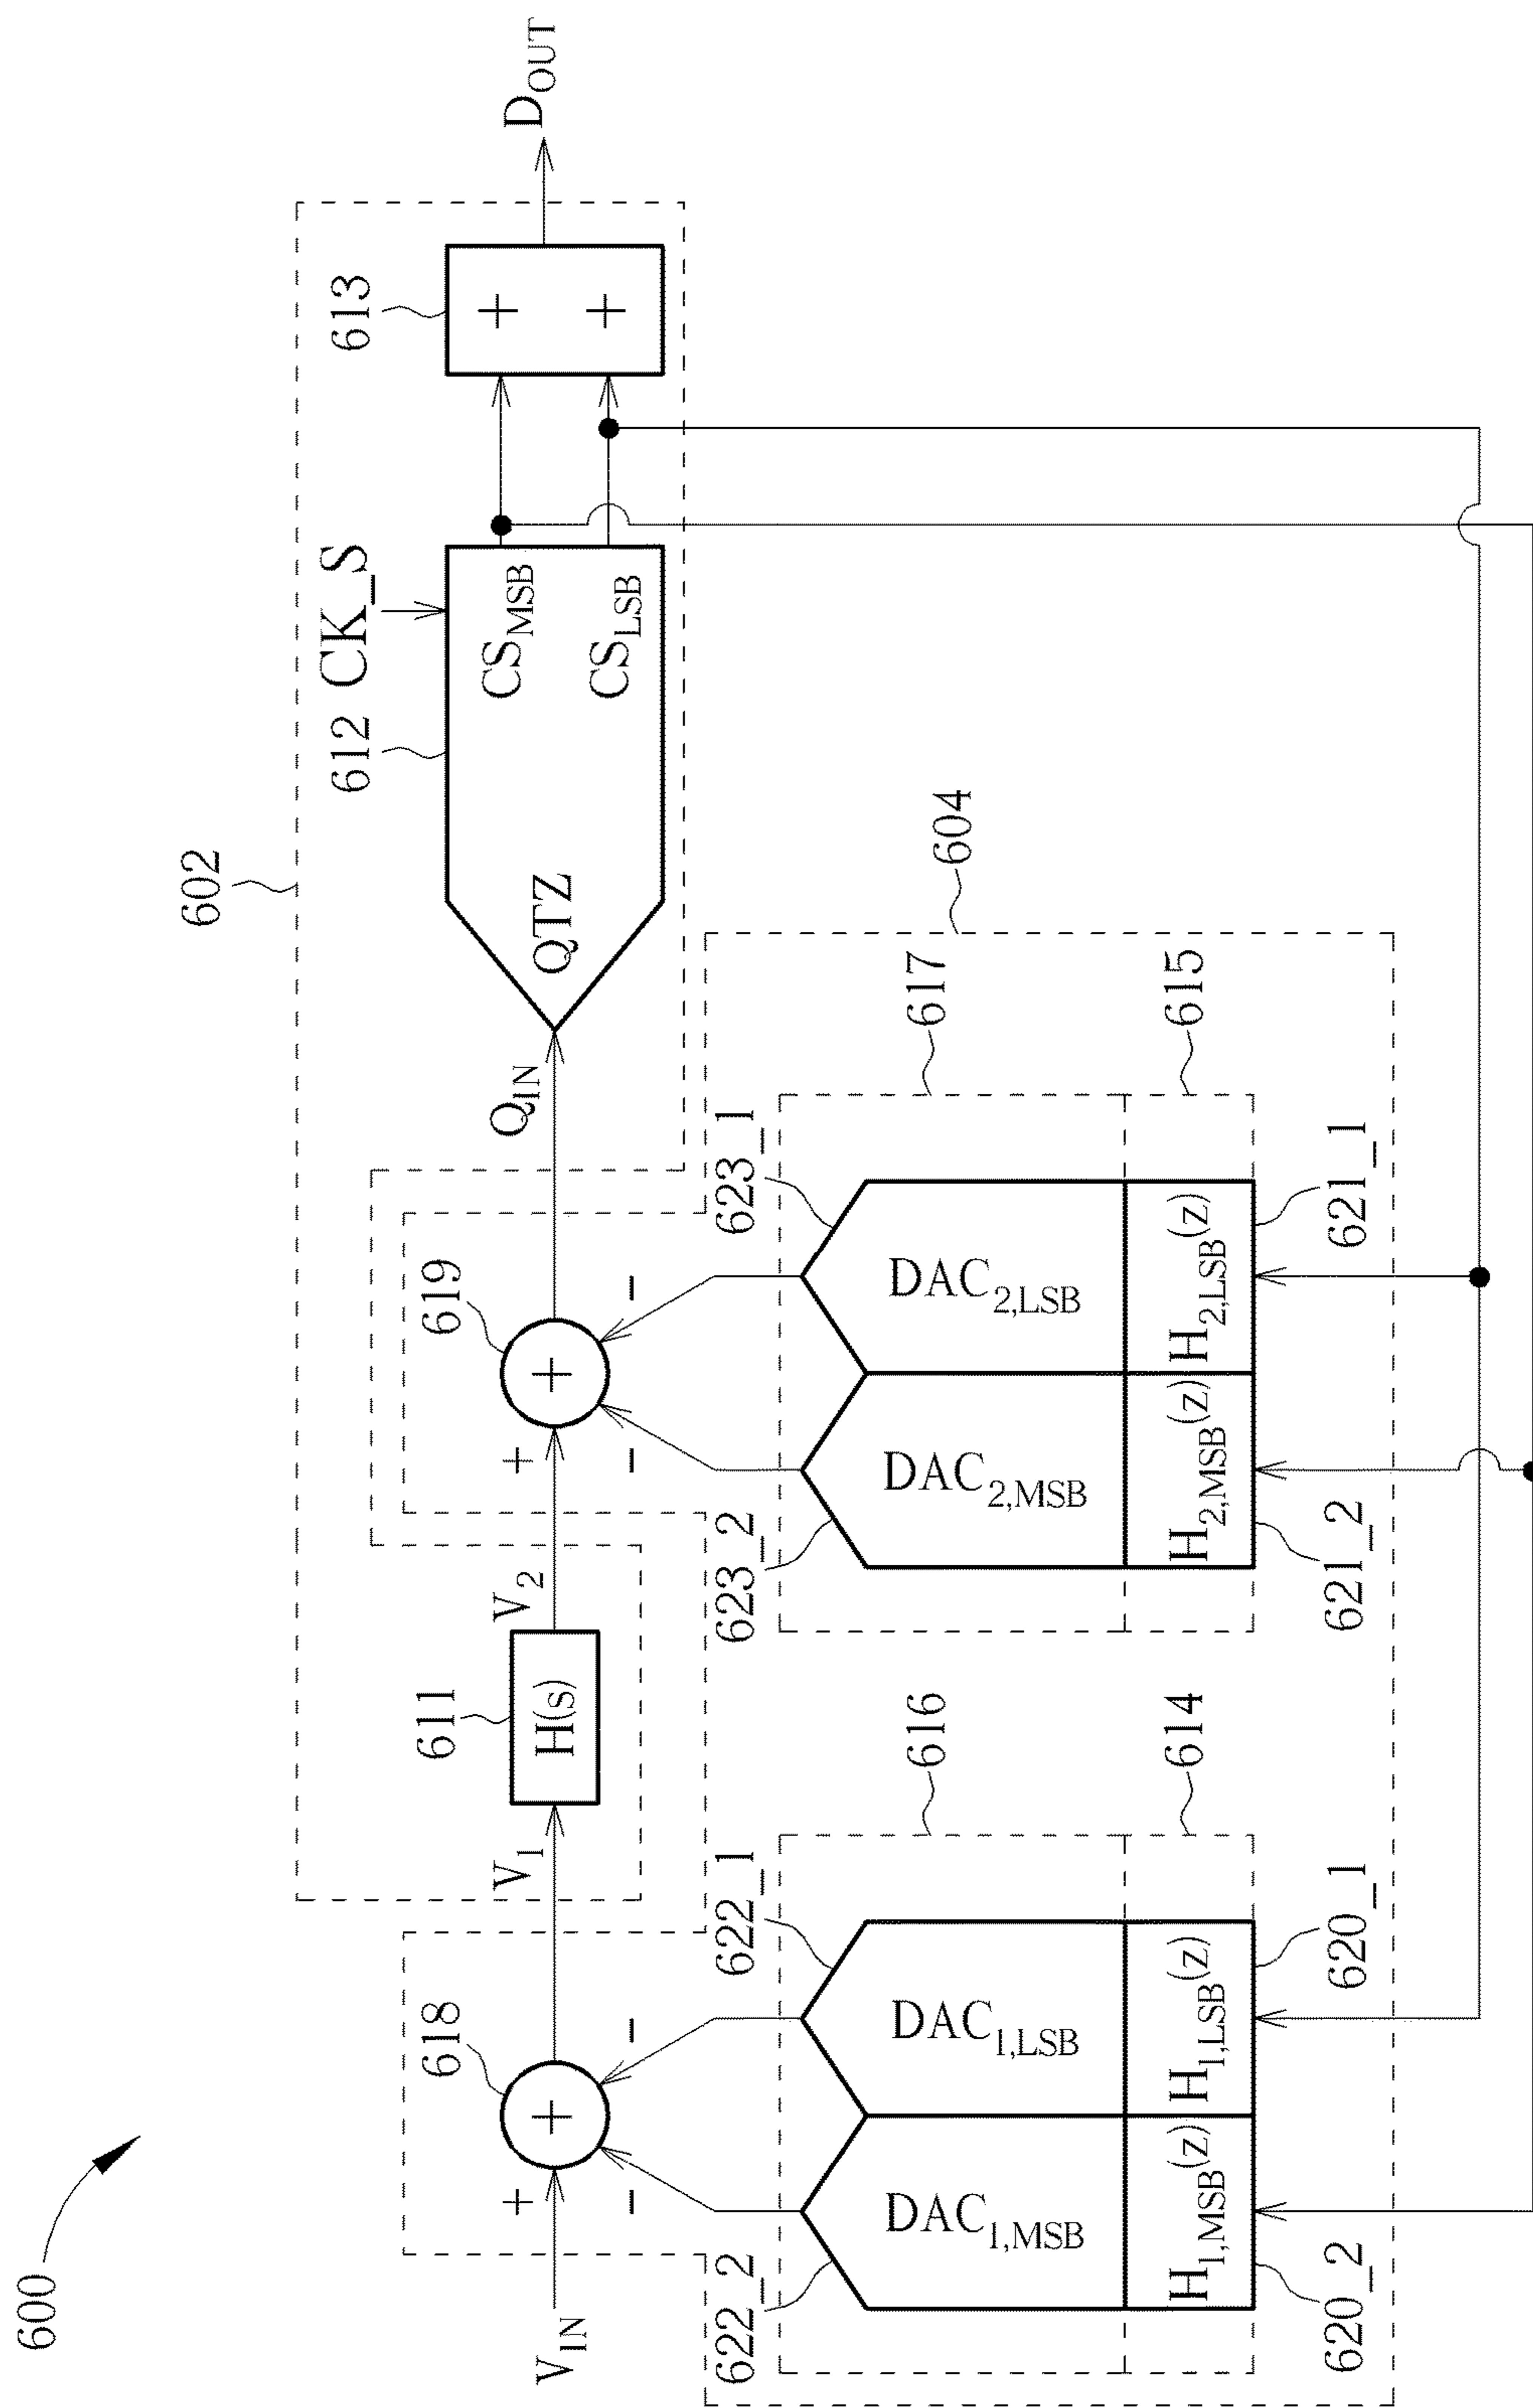 600
602
612
CK_S
613
D_OUT
CS_MSB
CS_LSB
+
+
QTZ
Q_IN
V_IN
+
618
+
-
-
V_1
611
H(s)
V_2
+
619
+
-
-
604
622_2
622_1
616
623_2
623_1
617
DAC_1,MSB
DAC_1,LSB
DAC_2,MSB
DAC_2,LSB
614
615
H_1,MSB(z)
H_1,LSB(z)
H_2,MSB(z)
H_2,LSB(z)
620_2
620_1
621_2
621_1